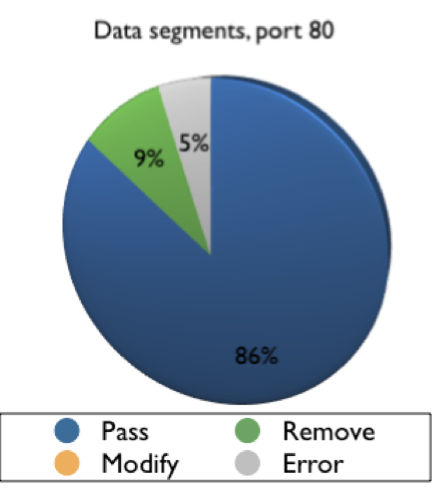 Data segments, port 80
5%
9%
86%
Pass
Remove
Modify
Error